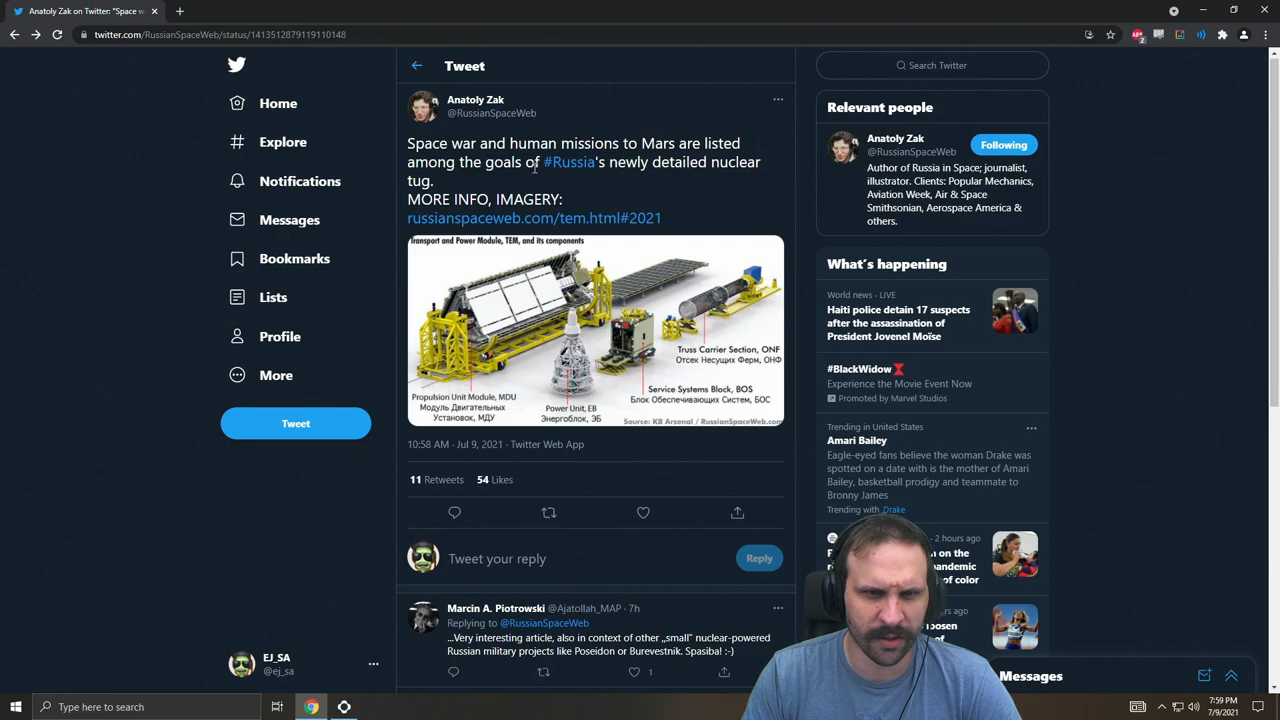 Anatoly Zak on Twitter: "Space w
twitter.com/RussianSpaceWeb/status/1413512879119110148
2
Home
Explore
Notifications
Messages
Bookmarks
Lists
Profile
More
Tweet
EJ_SA
@ej_sa
Tweet
Anatoly Zak
@RussianSpaceWeb
Space war and human missions to Mars are listed
among the goals of #Russia's newly detailed nuclear
tug.
MORE INFO, IMAGERY:
russianspaceweb.com/tem.html#2021
Transport and Power Module, TEM, and its components
Truss Carrier Section, ONF
Отсек Несущих Ферм, ОНФ
Service Systems Block, BOS
Блок Обеспечивающих Систем, БОС
Propulsion Unit Module, MDU
Модуль Двигательных
Установок, МДУ
Power Unit, EB
Энергоблок, ЭБ
Source: KB Arsenal / RussianSpaceWeb.com
10:58 AM · Jul 9, 2021 · Twitter Web App
11 Retweets 54 Likes
Tweet your reply
Reply
Marcin A. Piotrowski @Ajatollah_MAP · 7h
Replying to @RussianSpaceWeb
...Very interesting article, also in context of other ,,small" nuclear-powered
Russian military projects like Poseidon or Burevestnik. Spasiba! :-)
1
Search Twitter
Relevant people
Anatoly Zak
@RussianSpaceWeb
Following
Author of Russia in Space; journalist,
illustrator. Clients: Popular Mechanics,
Aviation Week, Air & Space
Smithsonian, Aerospace America &
others.
What's happening
World news · LIVE
Haiti police detain 17 suspects
after the assassination of
President Jovenel Moïse
#BlackWidow
Experience the Movie Event Now
Promoted by Marvel Studios
Trending in United States
Amari Bailey
Eagle-eyed fans believe the woman Drake was
spotted on a date with is the mother of Amari
Bailey, basketball prodigy and teammate to
Bronny James
Trending with Drake
· 2 hours ago
on the
andemic
of color
ours ago
Messages
Type here to search
7:59 PM
7/9/2021